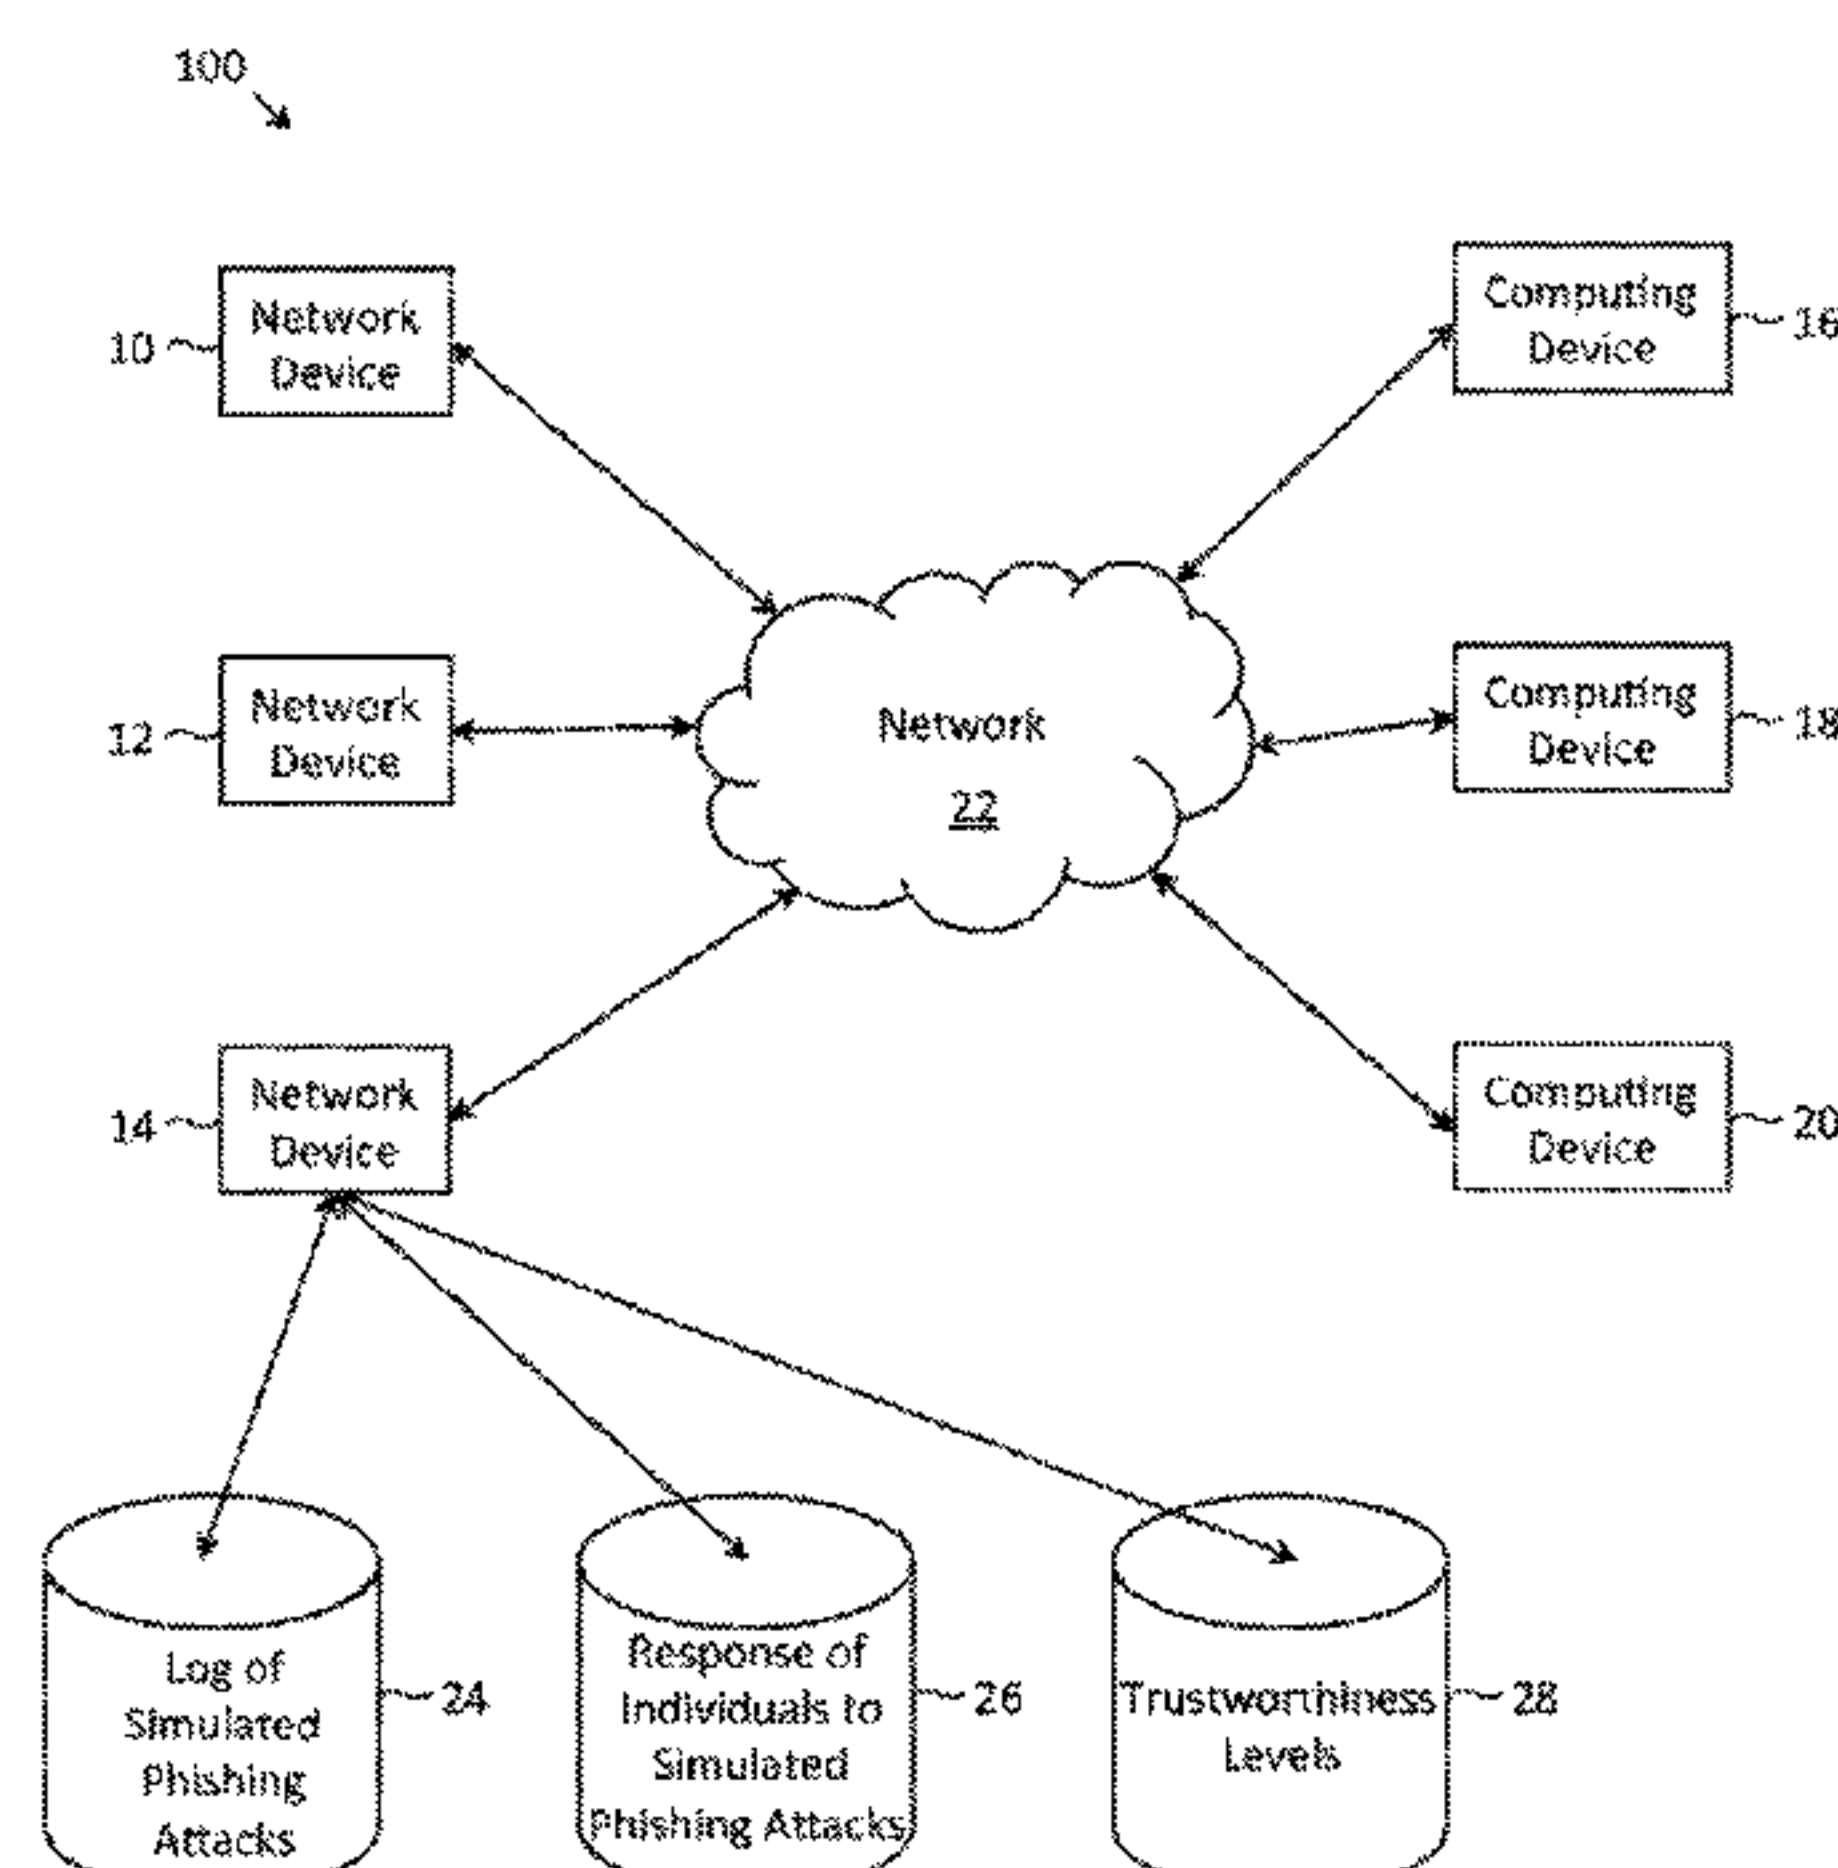 100
Network
Device
10
Computing
Device
16
Network
Device
12
Network
22
Computing
Device
18
Network
Device
14
Computing
Device
20
Log of
Simulated
Phishing
Attacks
24
Response of
Individuals to
Simulated
Phishing Attacks
26
Trustworthiness
Levels
28